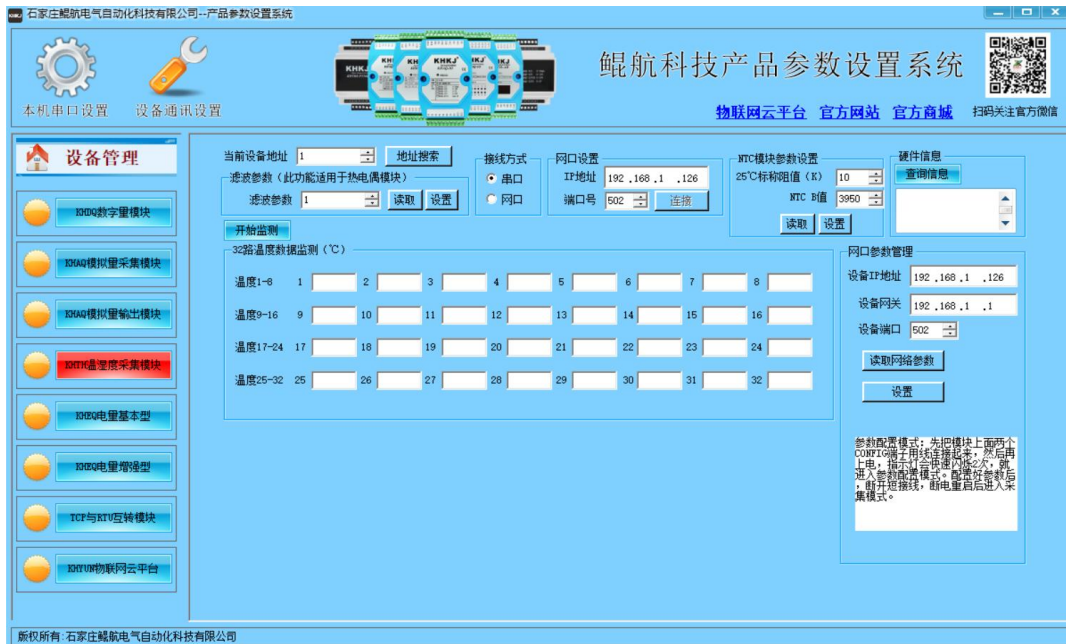 石家庄鲲航电气自动化科技有限公司--产品参数设置系统
鲲航科技产品参数设置系统
KHKJ
本机串口设置 设备通讯设置
物联网云平台 官方网站 官方商城 扫码关注官方微信
设备管理
KHDQ数字量模块
KHAQ模拟量采集模块
KHAO模拟量输出模块
KHTH温湿度采集模块
KHEQ电量基本型
KHEQ电量增强型
TCP与RTU互转模块
KHYUN物联网云平台
当前设备地址 1 地址搜索
滤波参数（此功能适用于热电偶模块）
滤波参数 1 读取 设置
接线方式
串口
网口
网口设置
IP地址 192 .168 .1 .126
端口号 502 连接
NTC模块参数设置
25℃标称阻值（K） 10
NTC B值 3950
读取 设置
硬件信息
查询信息
开始监测
32路温度数据监测（℃）
温度1-8 1 2 3 4 5 6 7 8
温度9-16 9 10 11 12 13 14 15 16
温度17-24 17 18 19 20 21 22 23 24
温度25-32 25 26 27 28 29 30 31 32
网口参数管理
设备IP地址 192 .168 .1 .126
设备网关 192 .168 .1 .1
设备端口 502
读取网络参数
设置
参数配置模式：先把模块上面两个
CONFIG端子用线连接起来，然后再
上电，指示灯会快速闪烁2次，就
进入参数配置模式。配置好参数后
，断开短接线，断电重启后进入采
集模式。
版权所有:石家庄鲲航电气自动化科技有限公司